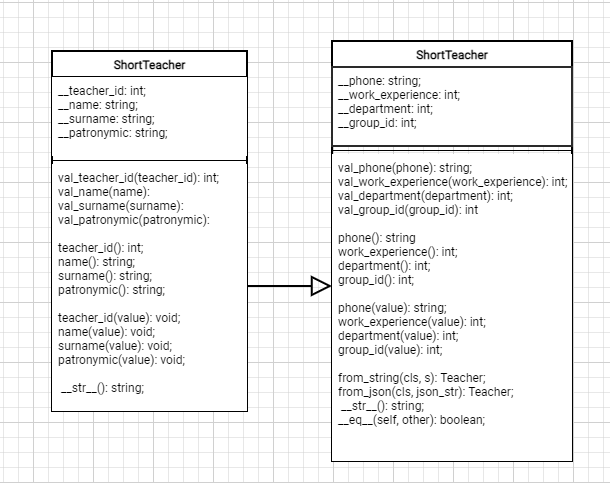 ShortTeacher
__teacher_id: int;
__name: string;
__surname: string;
__patronymic: string;
val_teacher_id(teacher_id): int;
val_name(name):
val_surname(surname):
val_patronymic(patronymic):
teacher_id(): int;
name(): string;
surname(): string;
patronymic(): string;
teacher_id(value): void;
name(value): void;
surname(value): void;
patronymic(value): void;
__str__(): string;
ShortTeacher
__phone: string;
__work_experience: int;
__department: int;
__group_id: int;
val_phone(phone): string;
val_work_experience(work_experience): int;
val_department(department): int;
val_group_id(group_id): int
phone(): string
work_experience(): int;
department(): int;
group_id(): int;
phone(value): string;
work_experience(value): int;
department(value): int;
group_id(value): int;
from_string(cls, s): Teacher;
from_json(cls, json_str): Teacher;
__str__(): string;
__eq__(self, other): boolean;